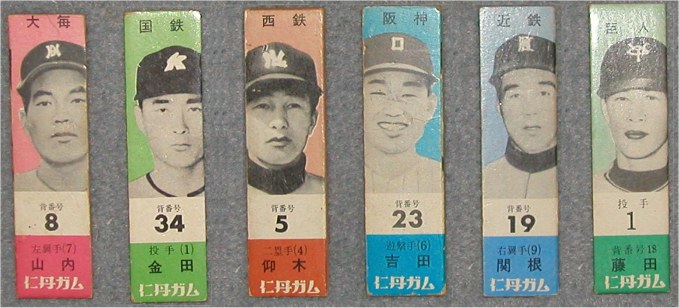 大毎
背番号
8
左翼手(7)
山内
仁丹ガム
国鉄
K
背番号
34
投手(1)
金田
仁丹ガム
西鉄
背番号
5
二塁手(4)
仰木
仁丹ガム
阪神
D
背番号
23
遊撃手(6)
吉田
仁丹ガム
近鉄
背番号
19
右翼手(9)
関根
仁丹ガム
巨人
投手
1
背番号18
藤田
仁丹ガム